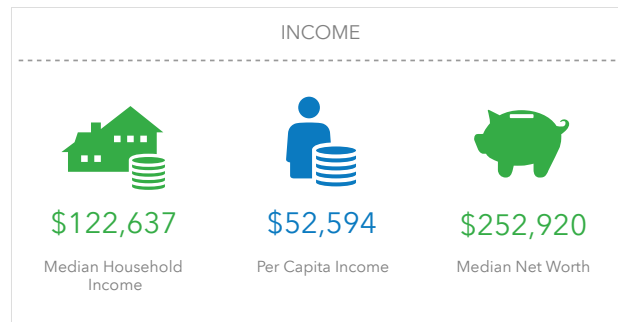 INCOME
$122,637
Median Household
Income
$52,594
Per Capita Income
$252,920
Median Net Worth